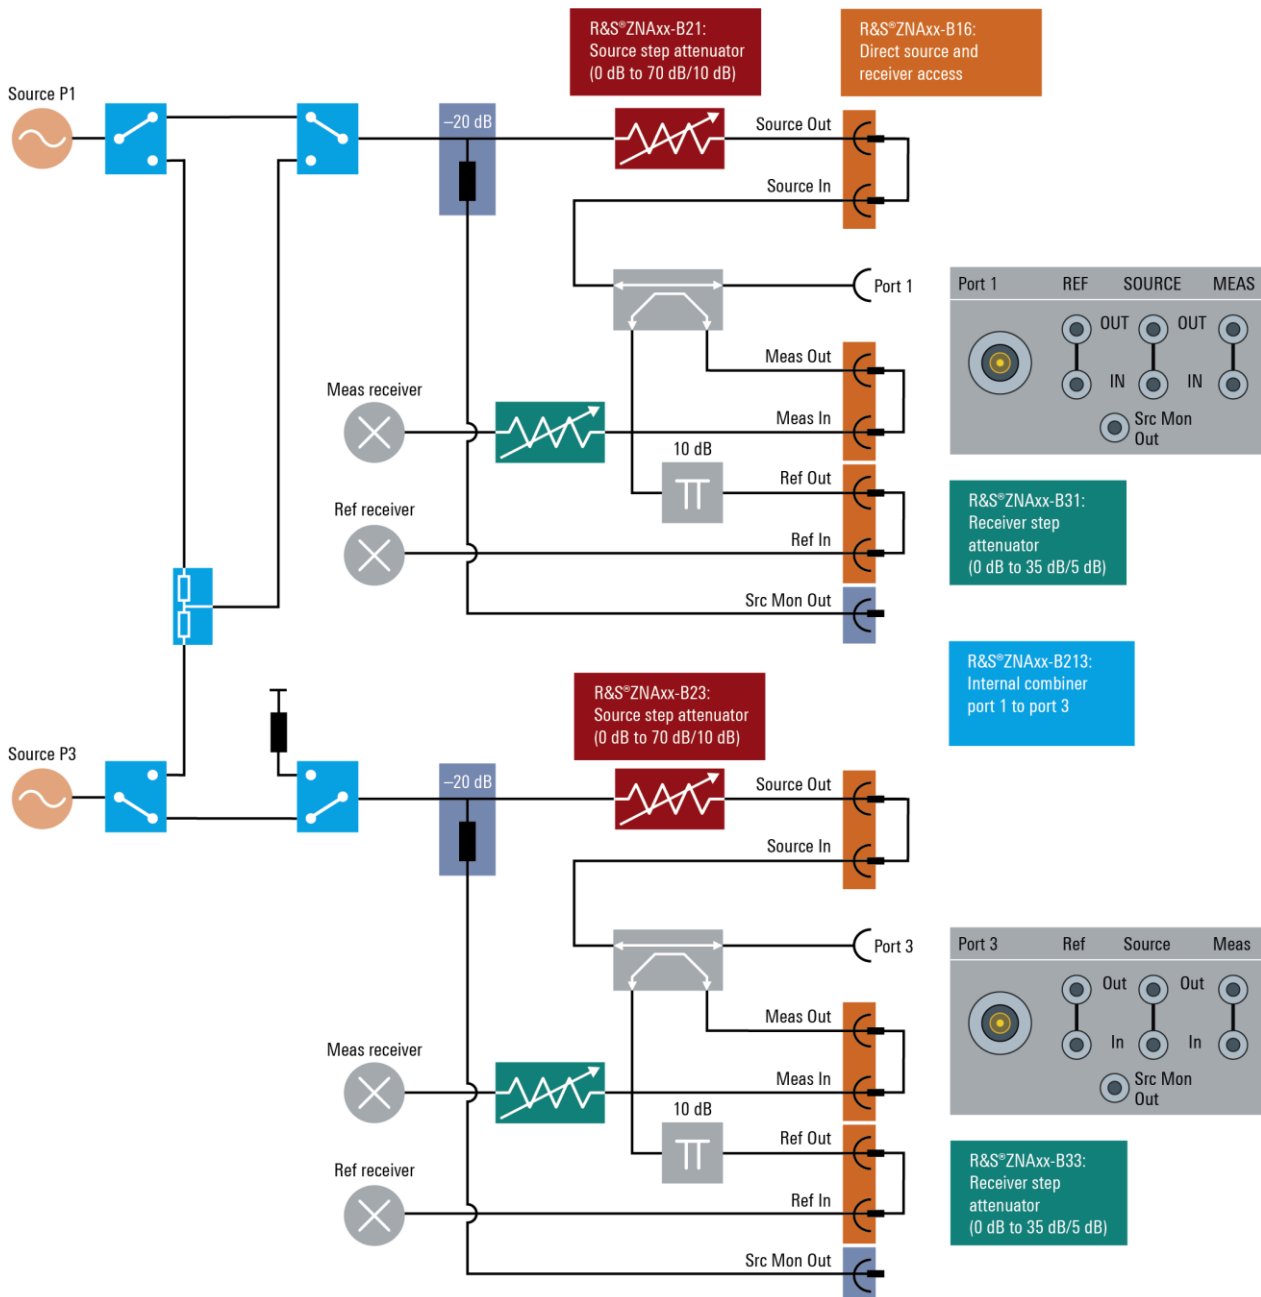 R&S®ZNAxx-B21:
Source step attenuator
(0 dB to 70 dB/10 dB)
R&S®ZNAxx-B16:
Direct source and
receiver access
Source P1
–20 dB
Source Out
Source In
Port 1
Port 1 REF SOURCE MEAS
OUT OUT
IN IN
Src Mon
Out
Meas Out
Meas receiver
Meas In
10 dB
Ref Out
Ref receiver
Ref In
R&S®ZNAxx-B31:
Receiver step
attenuator
(0 dB to 35 dB/5 dB)
Src Mon Out
R&S®ZNAxx-B213:
Internal combiner
port 1 to port 3
R&S®ZNAxx-B23:
Source step attenuator
(0 dB to 70 dB/10 dB)
Source P3
–20 dB
Source Out
Source In
Port 3
Port 3 Ref Source Meas
Out Out
In In
Src Mon
Out
Meas Out
Meas receiver
Meas In
10 dB
Ref Out
Ref receiver
Ref In
R&S®ZNAxx-B33:
Receiver step
attenuator
(0 dB to 35 dB/5 dB)
Src Mon Out